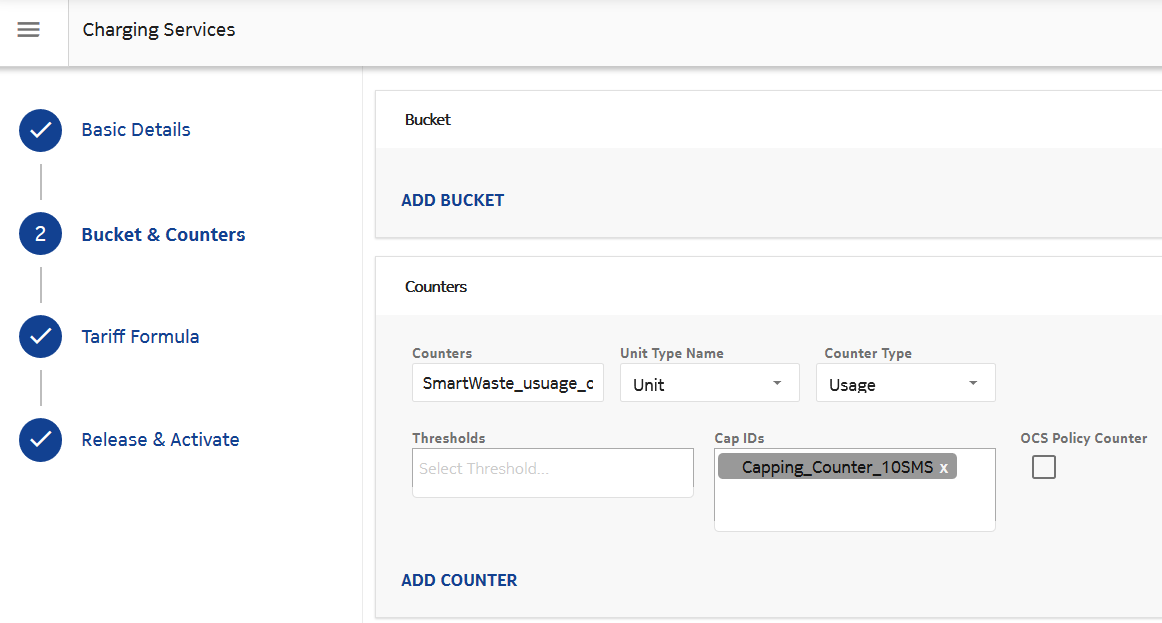 Charging Services
Basic Details
2
Bucket & Counters
Tariff Formula
Release & Activate
Bucket
ADD BUCKET
Counters
Counters
Unit Type Name
Counter Type
SmartWaste_usuage_c
Unit
Usage
Thresholds
Cap IDs
OCS Policy Counter
Select Threshold...
Capping_Counter_10SMS x
ADD COUNTER